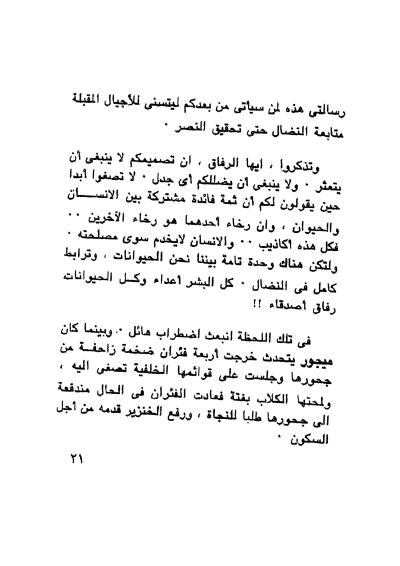 رسالتى هذه لمن سيأتى من بعدكم ليتسنى للأجيال المقبلة
متابعة النضال حتى تحقيق النصر .
وتذكروا ، ايها الرفاق ، ان تصميمكم لا ينبغى أن
يتعثر . ولا ينبغى أن يضللكم أى جدل . لا تصغوا أبدا
حين يقولون لكم أن ثمة فائدة مشتركة بين الانســـان
والحيوان ، وان رخاء أحدهما هو رخاء الآخرين . .
فكل هذه أكاذيب . . والانسان لايخدم سوى مصلحته .
ولتكن هناك وحدة تامة بيننا نحن الحيوانات ، وترابط
كامل فى النضال . كل البشر أعداء وكــل الحيوانات
رفاق أصدقاء !!
فى تلك اللحظة انبعث اضطراب هائل . وبينما كان
ميجور يتحدث خرجت أربعة فئران ضخمة زاحفــة من
جحورها وجلست على قوائمها الخلفية تصغى اليه ،
ولمحتها الكلاب بغتة فعادت الفئران فى الحال مندفعة
الى جحورها طلبا للنجاة ، ورفع الخنزير قدمه من أجل
السكون .
٢١